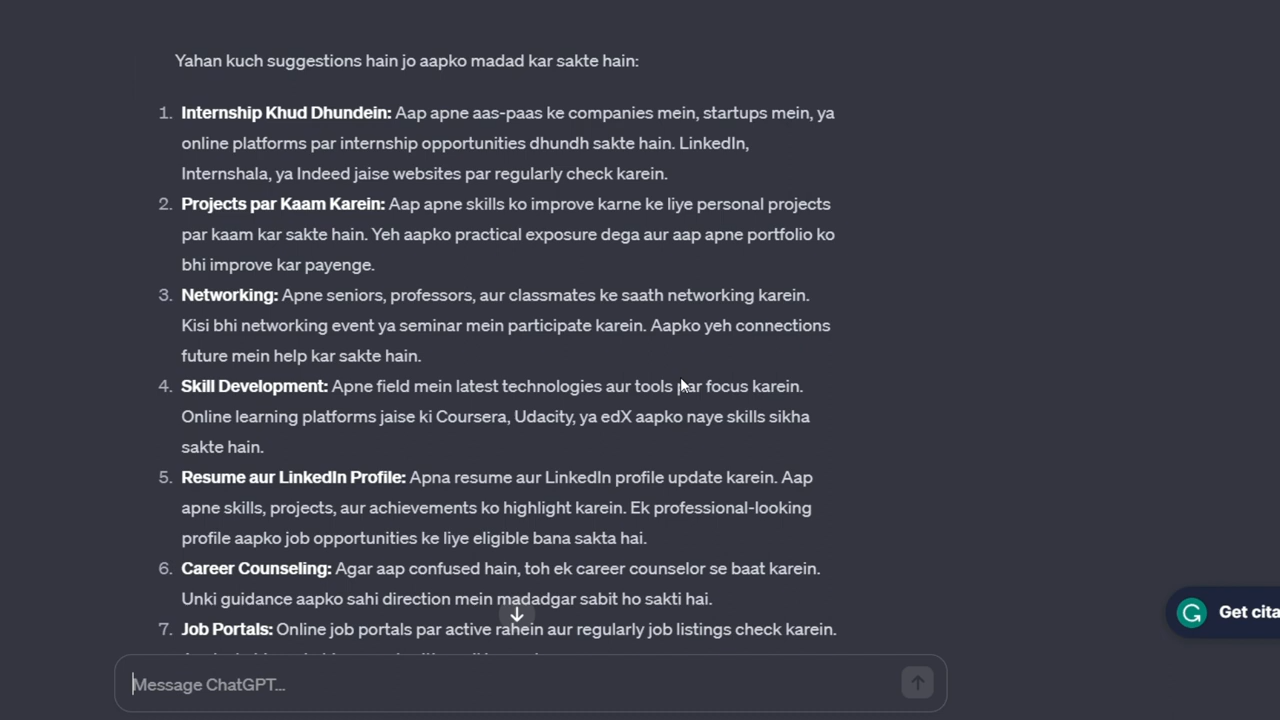 Yahan kuch suggestions hain jo aapko madad kar sakte hain:
1. Internship Khud Dhundein: Aap apne aas-paas ke companies mein, startups mein, ya
online platforms par internship opportunities dhundh sakte hain. LinkedIn,
Internshala, ya Indeed jaise websites par regularly check karein.
2. Projects par Kaam Karein: Aap apne skills ko improve karne ke liye personal projects
par kaam kar sakte hain. Yeh aapko practical exposure dega aur aap apne portfolio ko
bhi improve kar payenge.
3. Networking: Apne seniors, professors, aur classmates ke saath networking karein.
Kisi bhi networking event ya seminar mein participate karein. Aapko yeh connections
future mein help kar sakte hain.
4. Skill Development: Apne field mein latest technologies aur tools par focus karein.
Online learning platforms jaise ki Coursera, Udacity, ya edX aapko naye skills sikha
sakte hain.
5. Resume aur LinkedIn Profile: Apna resume aur LinkedIn profile update karein. Aap
apne skills, projects, aur achievements ko highlight karein. Ek professional-looking
profile aapko job opportunities ke liye eligible bana sakta hai.
6. Career Counseling: Agar aap confused hain, toh ek career counselor se baat karein.
Unki guidance aapko sahi direction mein madadgar sabit ho sakti hai.
7. Job Portals: Online job portals par active rahein aur regularly job listings check karein.
Get cita
Message ChatGPT...